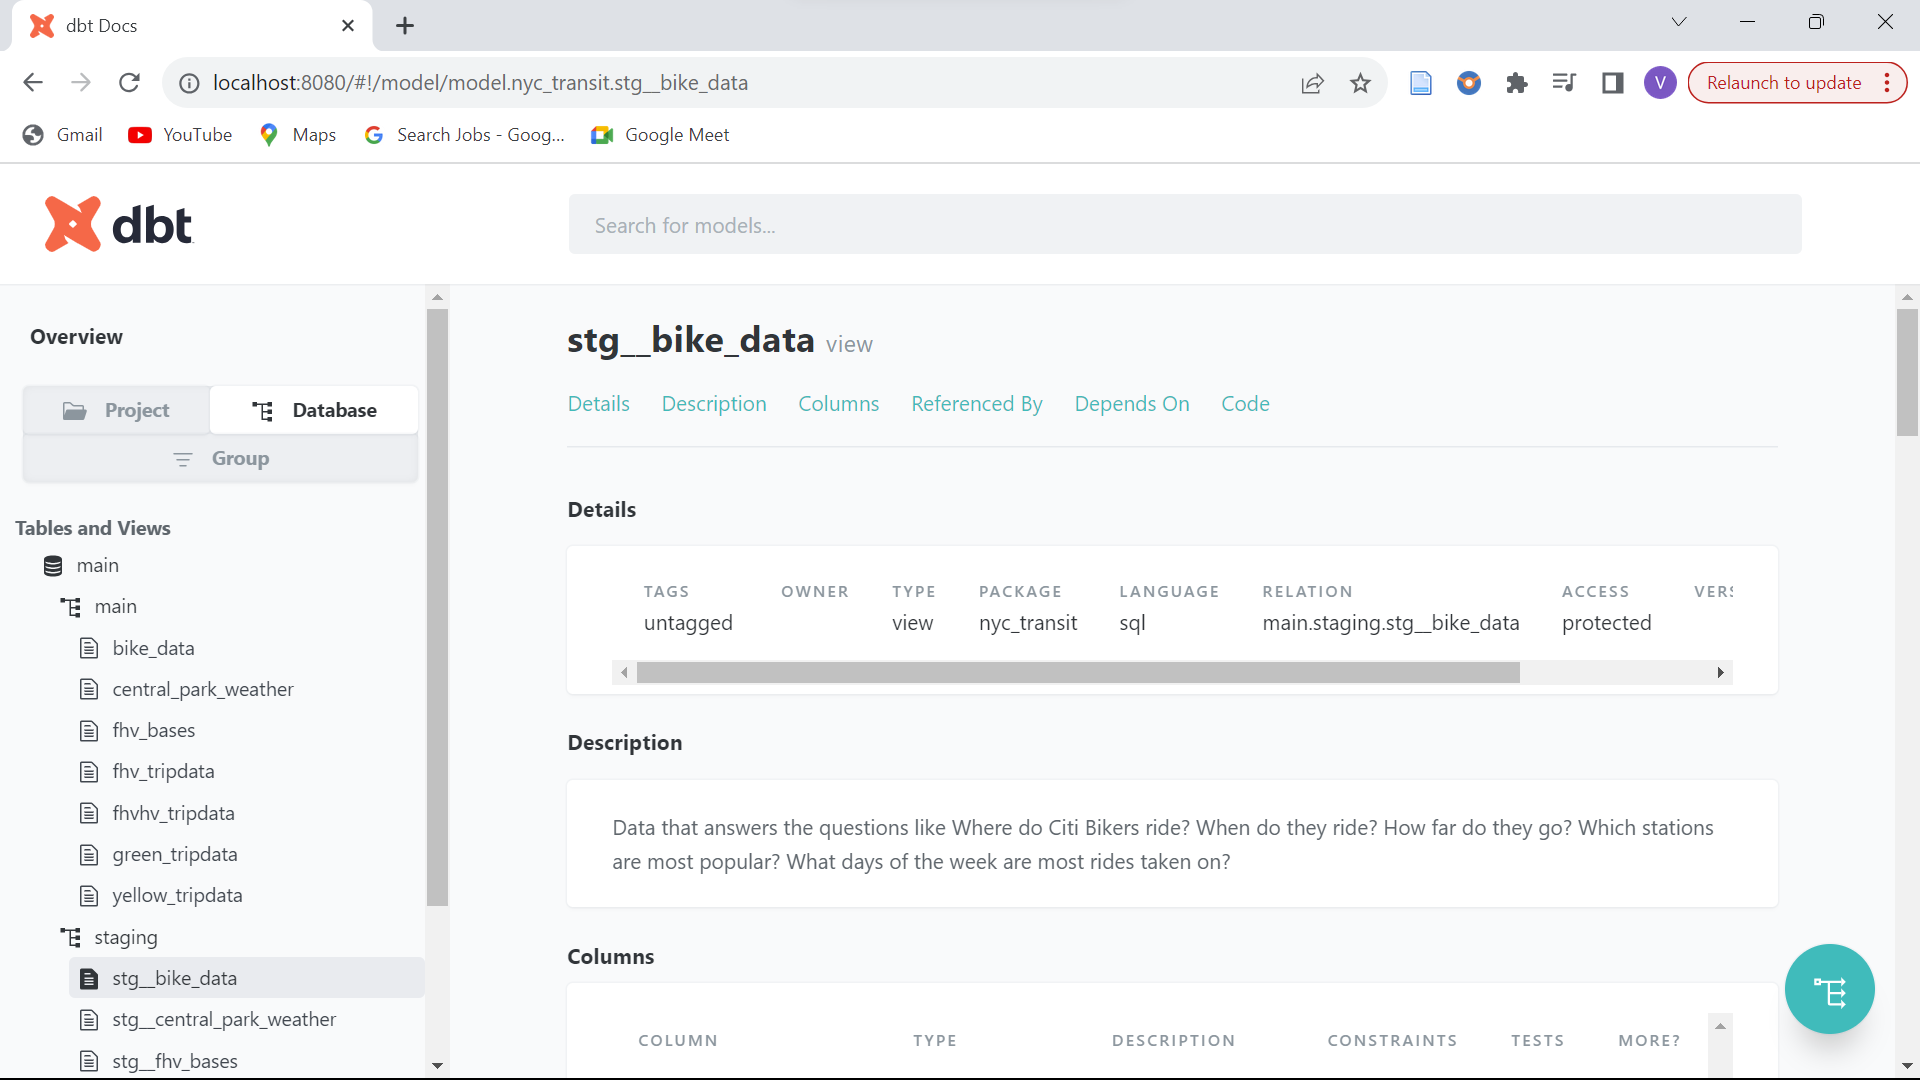 dbt Docs
localhost:8080/#!/model/model.nyc_transit.stg__bike_data
V
Relaunch to update
Gmail
YouTube
Maps
Search Jobs - Goog...
Google Meet
dbt
Search for models...
Overview
Project
Database
Group
Tables and Views
main
main
bike_data
central_park_weather
fhv_bases
fhv_tripdata
fhvhv_tripdata
green_tripdata
yellow_tripdata
staging
stg__bike_data
stg__central_park_weather
stg__fhv_bases
stg__bike_data view
Details Description Columns Referenced By Depends On Code
Details
TAGS OWNER TYPE PACKAGE LANGUAGE RELATION ACCESS VERS
untagged view nyc_transit sql main.staging.stg__bike_data protected
Description
Data that answers the questions like Where do Citi Bikers ride? When do they ride? How far do they go? Which stations
are most popular? What days of the week are most rides taken on?
Columns
COLUMN TYPE DESCRIPTION CONSTRAINTS TESTS MORE?